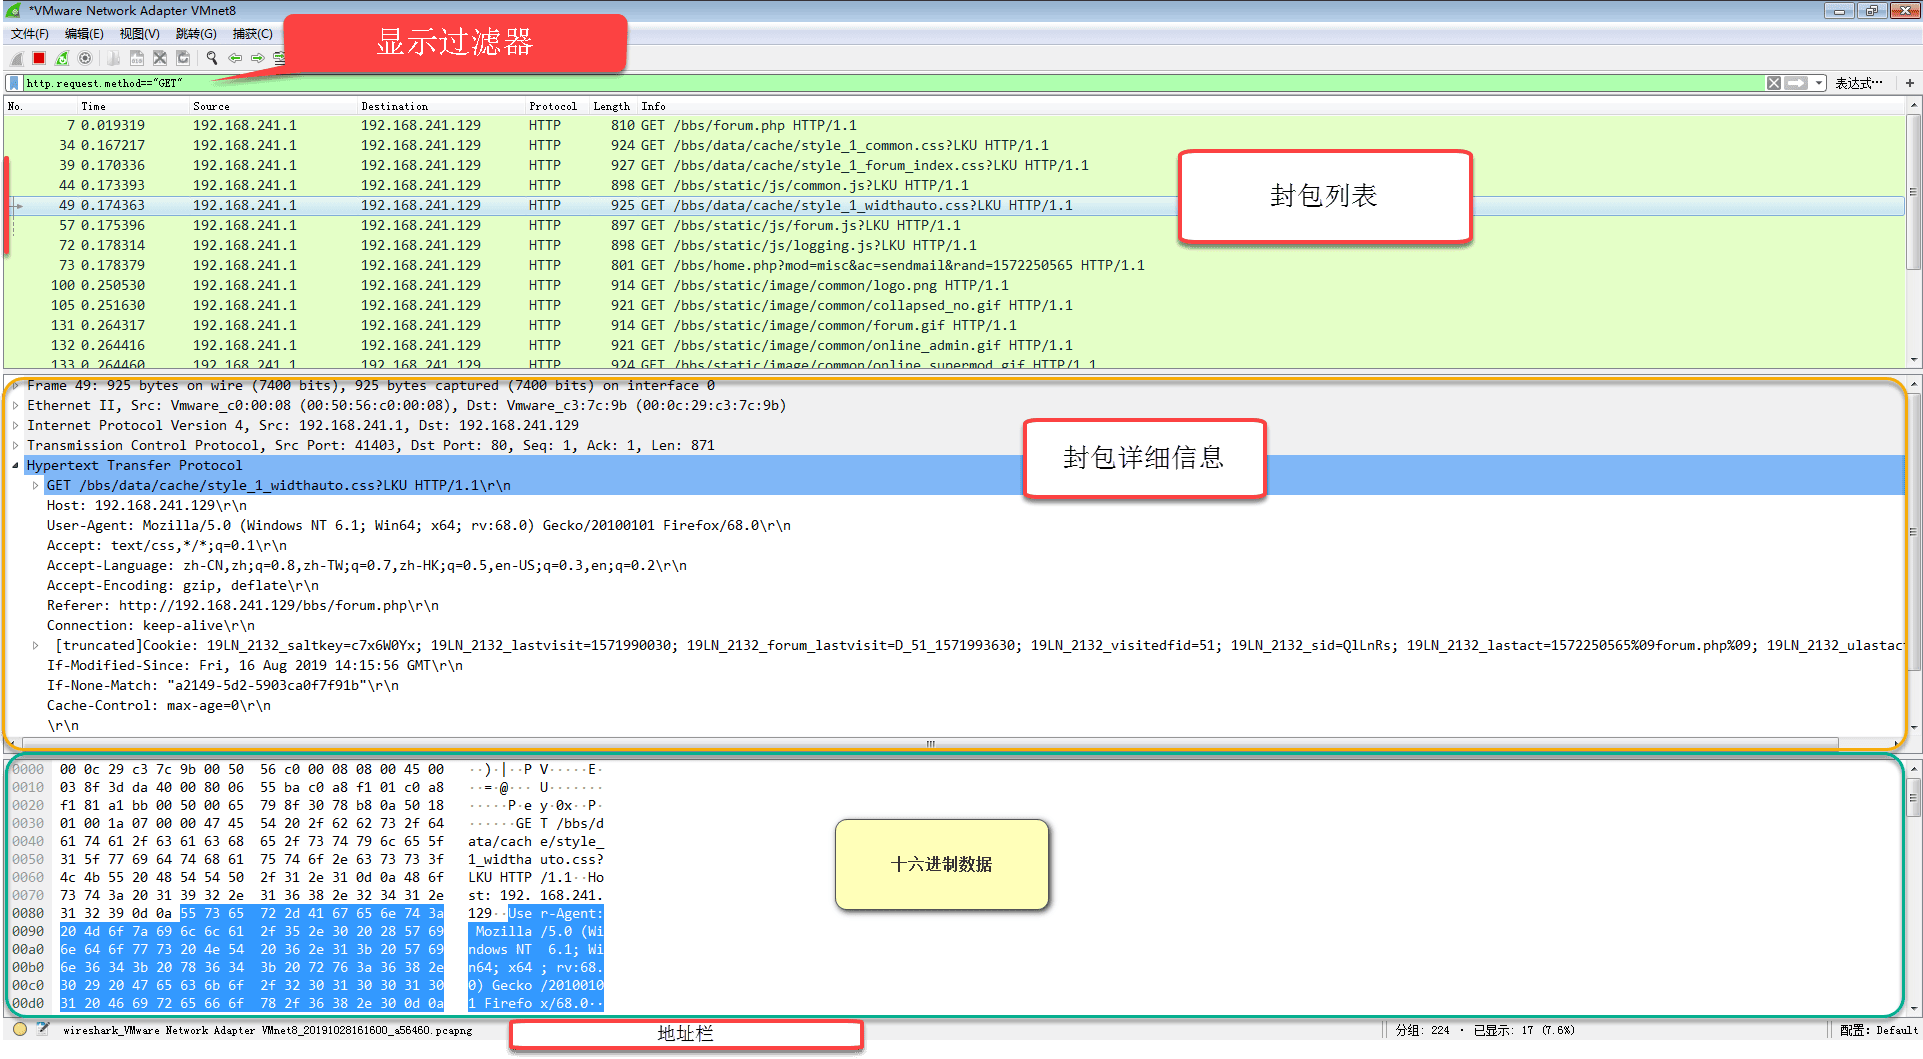 *VMware Network Adapter VMnet8
文件(F) 编辑(E) 视图(V) 跳转(G) 捕获(C)
显示过滤器
http.request.method=="GET"
表达式…
+
No. Time Source Destination Protocol Length Info
7 0.019319 192.168.241.1 192.168.241.129 HTTP 810 GET /bbs/forum.php HTTP/1.1
34 0.167217 192.168.241.1 192.168.241.129 HTTP 924 GET /bbs/data/cache/style_1_common.css?LKU HTTP/1.1
39 0.170336 192.168.241.1 192.168.241.129 HTTP 927 GET /bbs/data/cache/style_1_forum_index.css?LKU HTTP/1.1
44 0.173393 192.168.241.1 192.168.241.129 HTTP 898 GET /bbs/static/js/common.js?LKU HTTP/1.1
49 0.174363 192.168.241.1 192.168.241.129 HTTP 925 GET /bbs/data/cache/style_1_widthauto.css?LKU HTTP/1.1
57 0.175396 192.168.241.1 192.168.241.129 HTTP 897 GET /bbs/static/js/forum.js?LKU HTTP/1.1
72 0.178314 192.168.241.1 192.168.241.129 HTTP 898 GET /bbs/static/js/logging.js?LKU HTTP/1.1
73 0.178379 192.168.241.1 192.168.241.129 HTTP 801 GET /bbs/home.php?mod=misc&ac=sendmail&rand=1572250565 HTTP/1.1
100 0.250530 192.168.241.1 192.168.241.129 HTTP 914 GET /bbs/static/image/common/logo.png HTTP/1.1
105 0.251630 192.168.241.1 192.168.241.129 HTTP 921 GET /bbs/static/image/common/collapsed_no.gif HTTP/1.1
131 0.264317 192.168.241.1 192.168.241.129 HTTP 914 GET /bbs/static/image/common/forum.gif HTTP/1.1
132 0.264416 192.168.241.1 192.168.241.129 HTTP 921 GET /bbs/static/image/common/online_admin.gif HTTP/1.1
133 0.264460 192.168.241.1 192.168.241.129 HTTP 924 GET /bbs/static/image/common/online_supermod.gif HTTP/1.1
封包列表
Frame 49: 925 bytes on wire (7400 bits), 925 bytes captured (7400 bits) on interface 0
Ethernet II, Src: Vmware_c0:00:08 (00:50:56:c0:00:08), Dst: Vmware_c3:7c:9b (00:0c:29:c3:7c:9b)
Internet Protocol Version 4, Src: 192.168.241.1, Dst: 192.168.241.129
Transmission Control Protocol, Src Port: 41403, Dst Port: 80, Seq: 1, Ack: 1, Len: 871
Hypertext Transfer Protocol
封包详细信息
GET /bbs/data/cache/style_1_widthauto.css?LKU HTTP/1.1\r\n
Host: 192.168.241.129\r\n
User-Agent: Mozilla/5.0 (Windows NT 6.1; Win64; x64; rv:68.0) Gecko/20100101 Firefox/68.0\r\n
Accept: text/css,*/*;q=0.1\r\n
Accept-Language: zh-CN,zh;q=0.8,zh-TW;q=0.7,zh-HK;q=0.5,en-US;q=0.3,en;q=0.2\r\n
Accept-Encoding: gzip, deflate\r\n
Referer: http://192.168.241.129/bbs/forum.php\r\n
Connection: keep-alive\r\n
[truncated]Cookie: 19LN_2132_saltkey=c7x6W0Yx; 19LN_2132_lastvisit=1571990030; 19LN_2132_forum_lastvisit=D_51_1571993630; 19LN_2132_visitedfid=51; 19LN_2132_sid=QlLnRs; 19LN_2132_lastact=1572250565%09forum.php%09; 19LN_2132_ulastact
If-Modified-Since: Fri, 16 Aug 2019 14:15:56 GMT\r\n
If-None-Match: "a2149-5d2-5903ca0f7f91b"\r\n
Cache-Control: max-age=0\r\n
\r\n
0000 00 0c 29 c3 7c 9b 00 50 56 c0 00 08 08 00 45 00 ··)·|··P V·····E·
0010 03 8f 3d da 40 00 80 06 55 ba c0 a8 f1 01 c0 a8 ··=·@··· U·······
0020 f1 81 a1 bb 00 50 00 65 79 8f 30 78 b8 0a 50 18 ·····P·e y·0x··P·
0030 01 00 1a 07 00 00 47 45 54 20 2f 62 62 73 2f 64 ······GE T /bbs/d
0040 61 74 61 2f 63 61 63 68 65 2f 73 74 79 6c 65 5f ata/cach e/style_
0050 31 5f 77 69 64 74 68 61 75 74 6f 2e 63 73 73 3f 1_widtha uto.css?
0060 4c 4b 55 20 48 54 54 50 2f 31 2e 31 0d 0a 48 6f LKU HTTP /1.1··Ho
0070 73 74 3a 20 31 39 32 2e 31 36 38 2e 32 34 31 2e st: 192. 168.241.
0080 31 32 39 0d 0a 55 73 65 72 2d 41 67 65 6e 74 3a 129··Use r-Agent:
0090 20 4d 6f 7a 69 6c 6c 61 2f 35 2e 30 20 28 57 69 Mozilla /5.0 (Wi
00a0 6e 64 6f 77 73 20 4e 54 20 36 2e 31 3b 20 57 69 ndows NT 6.1; Wi
00b0 6e 36 34 3b 20 78 36 34 3b 20 72 76 3a 36 38 2e n64; x64 ; rv:68.
00c0 30 29 20 47 65 63 6b 6f 2f 32 30 31 30 30 31 30 0) Gecko /2010010
00d0 31 20 46 69 72 65 66 6f 78 2f 36 38 2e 30 0d 0a 1 Firefo x/68.0··
十六进制数据
wireshark_VMware Network Adapter VMnet8_20191028161600_a56460.pcapng
地址栏
分组: 224 · 已显示: 17 (7.6%)
配置: Default